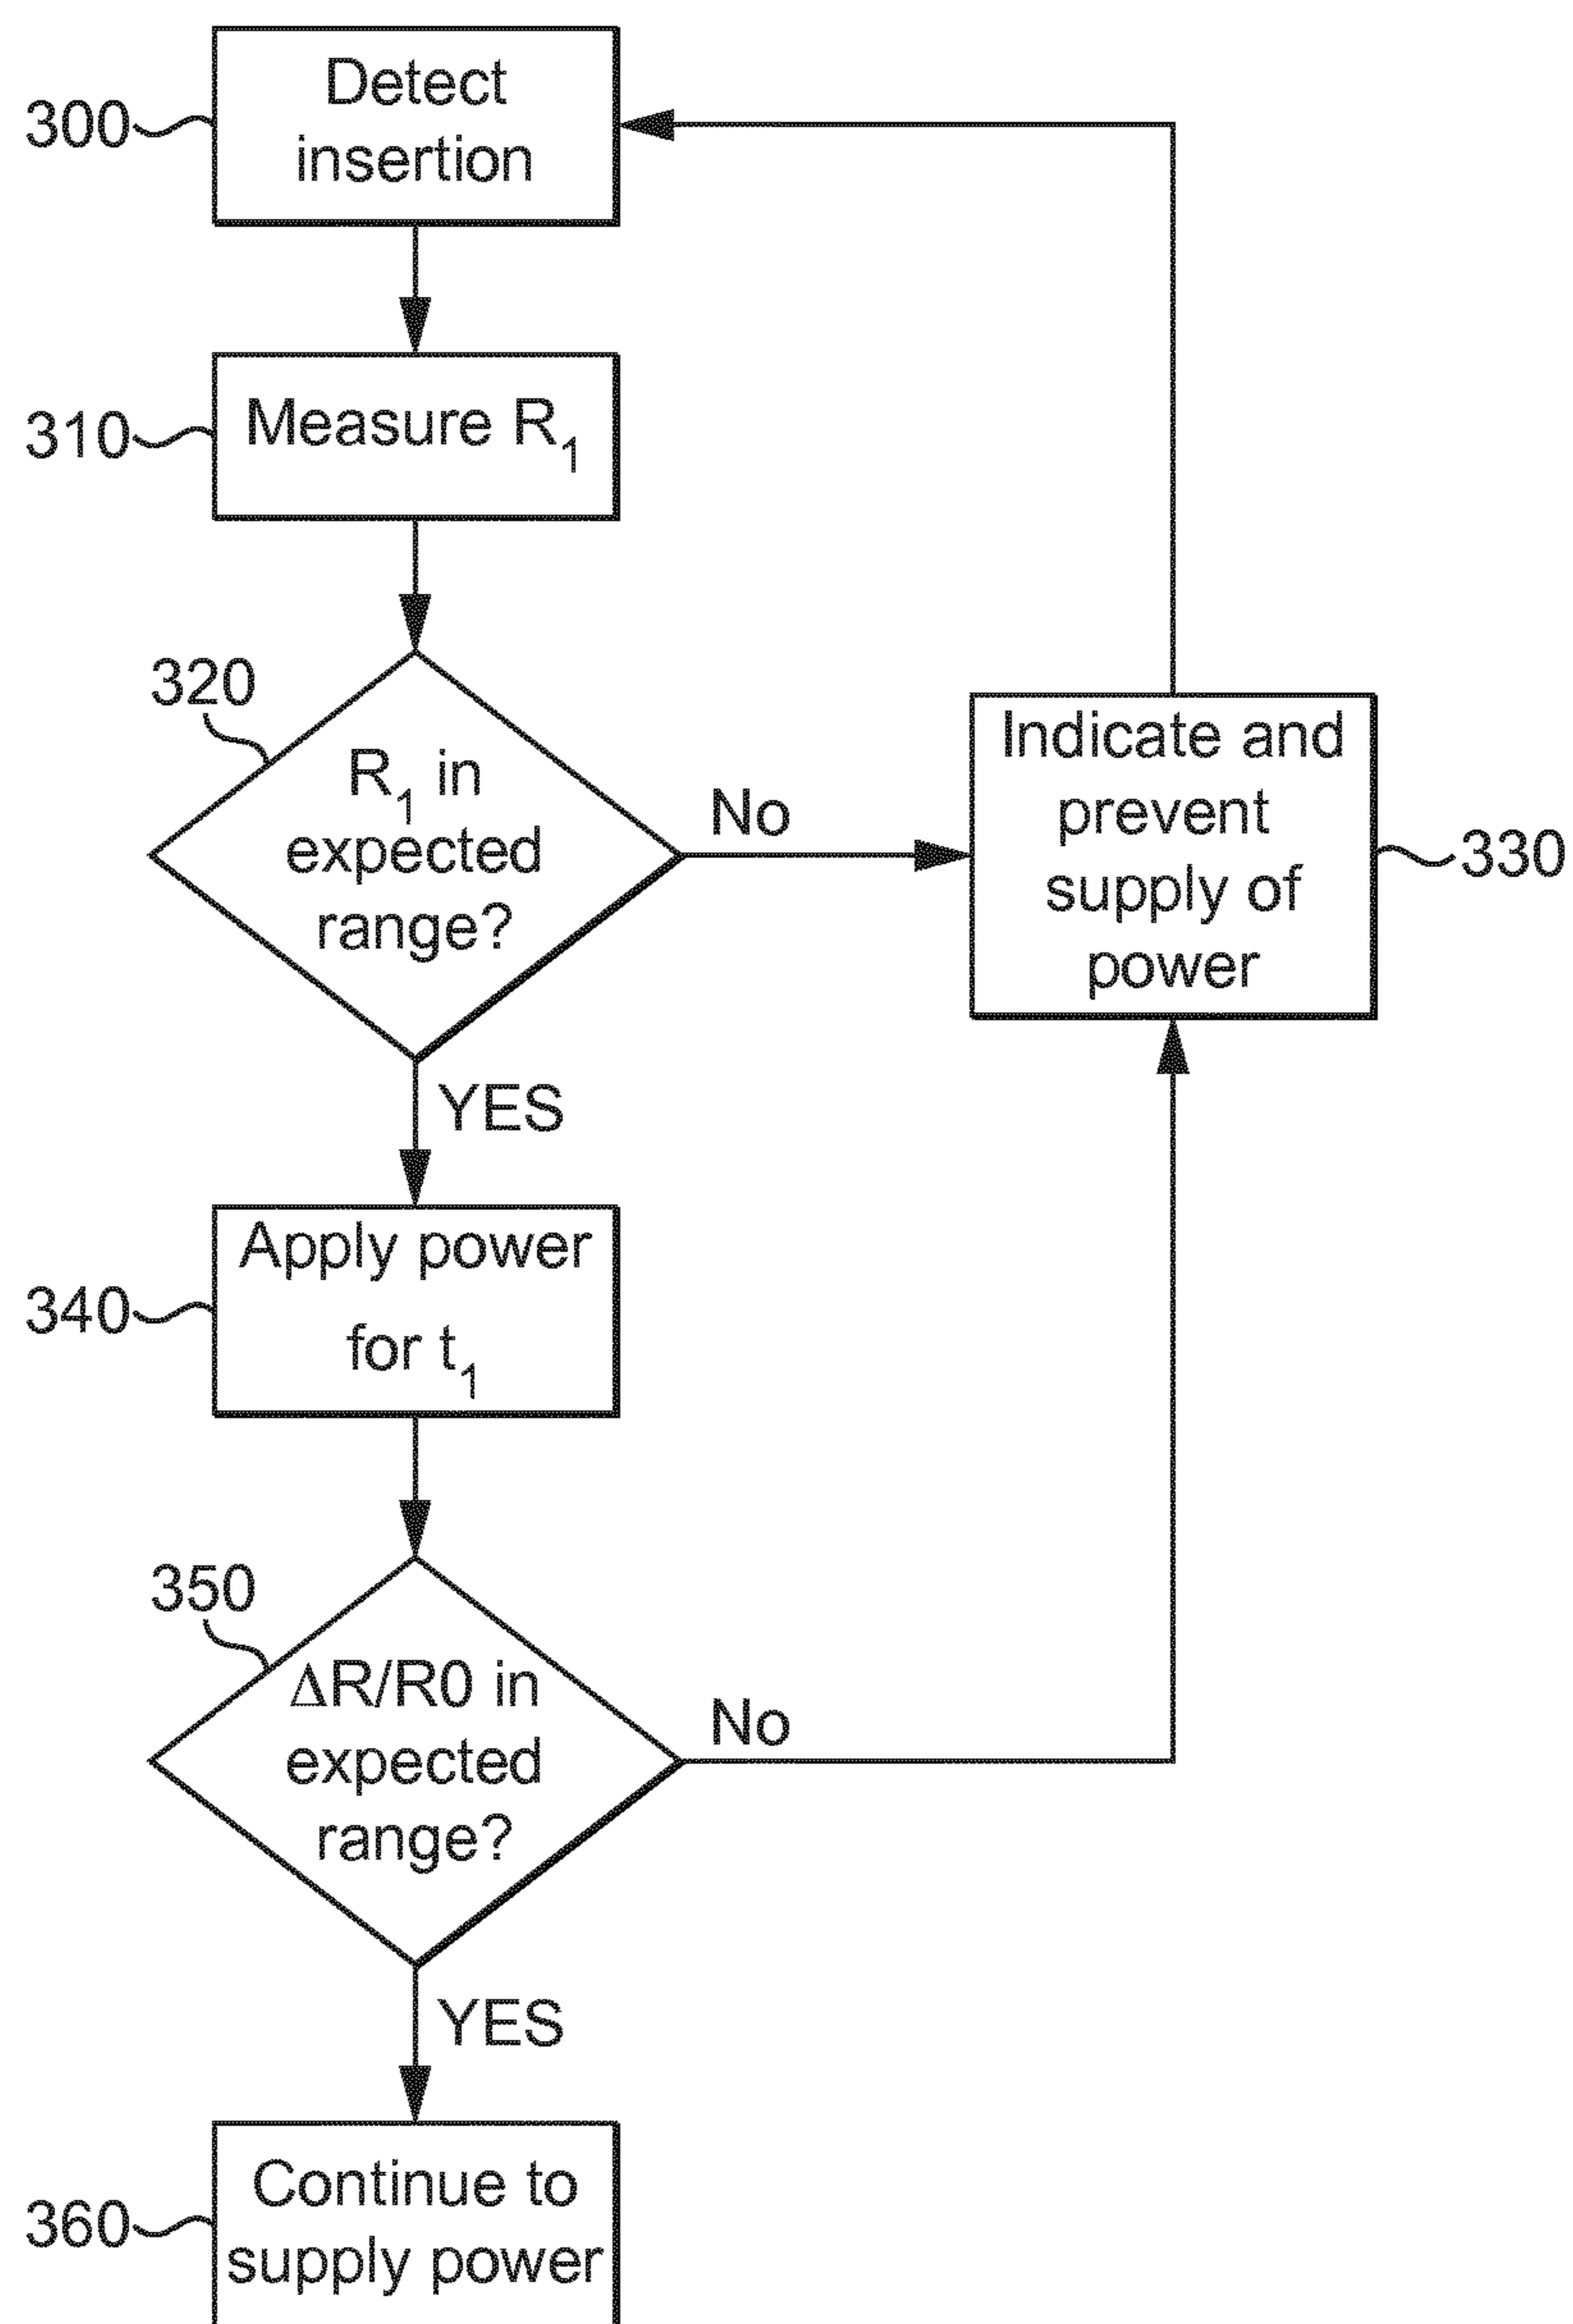 Detect
insertion
300
310
Measure R₁
320
R₁ in
expected
range?
No
Indicate and
prevent
supply of
power
330
YES
Apply power
for t₁
340
350
ΔR/R0 in
expected
range?
No
YES
Continue to
supply power
360